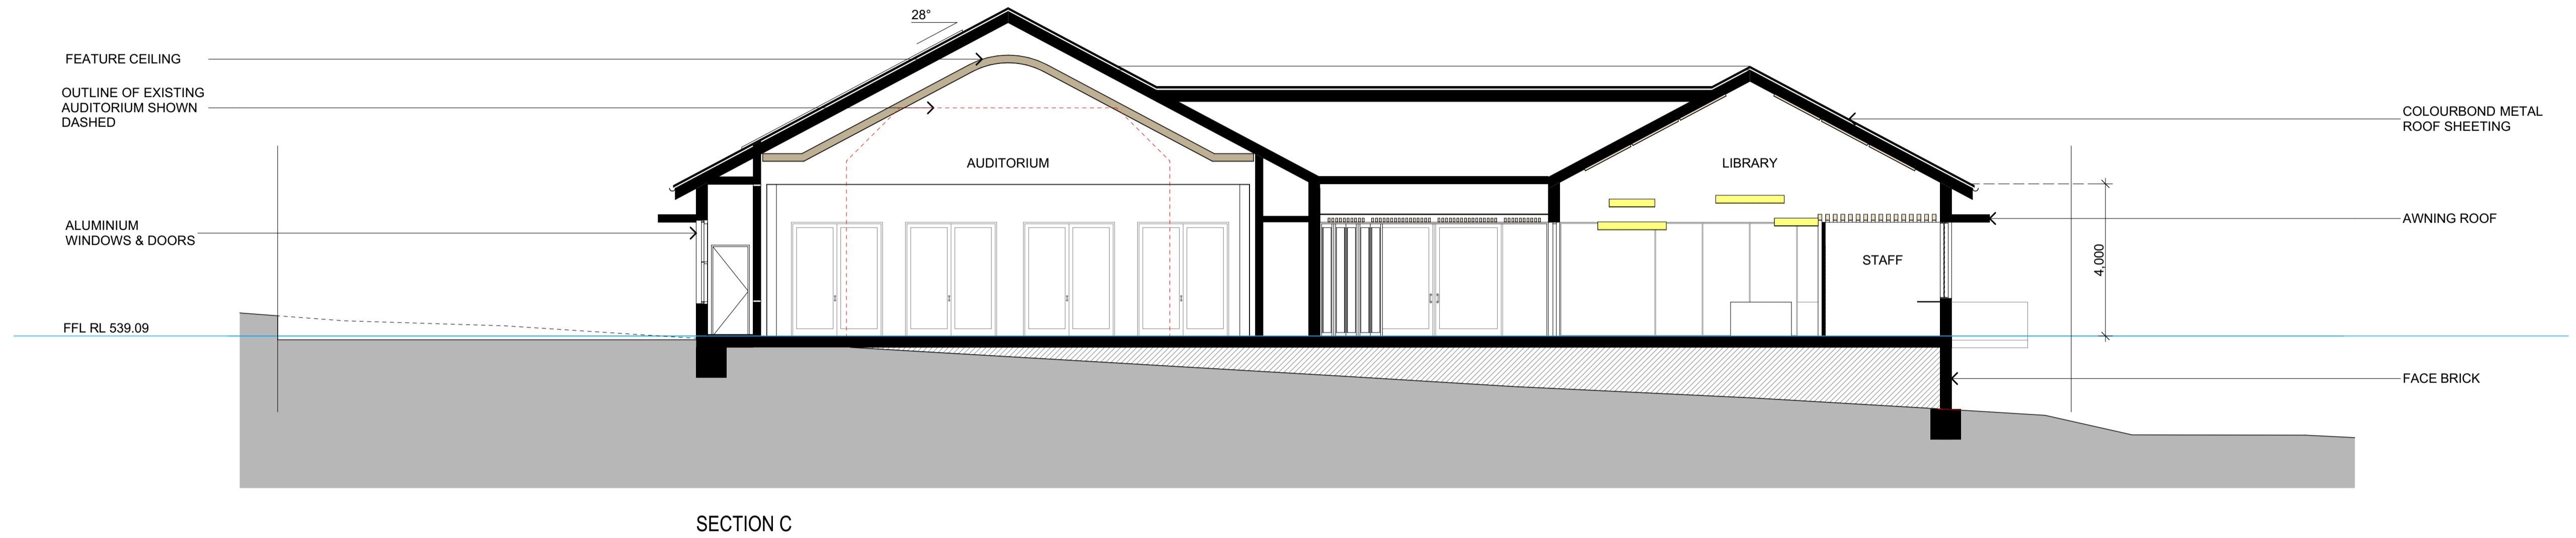 28°
FEATURE CEILING
OUTLINE OF EXISTING
AUDITORIUM SHOWN
DASHED
COLOURBOND METAL
ROOF SHEETING
AUDITORIUM
LIBRARY
ALUMINIUM
WINDOWS & DOORS
AWNING ROOF
STAFF
4,000
FFL RL 539.09
FACE BRICK
SECTION C